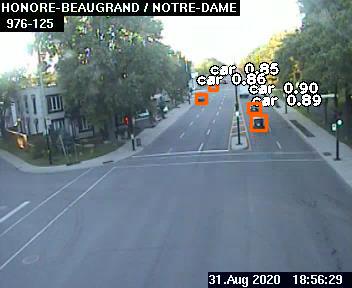 HONORE-BEAUGRAND / NOTRE-DAME
976-125
car 0.85
car 0.86
car 0.90
car 0.89
31.Aug 2020 18:56:29